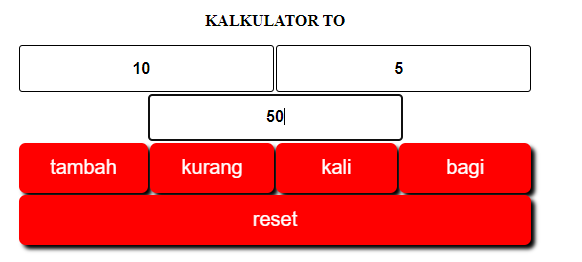 KALKULATOR TO
10 5
50
tambah kurang kali bagi
reset